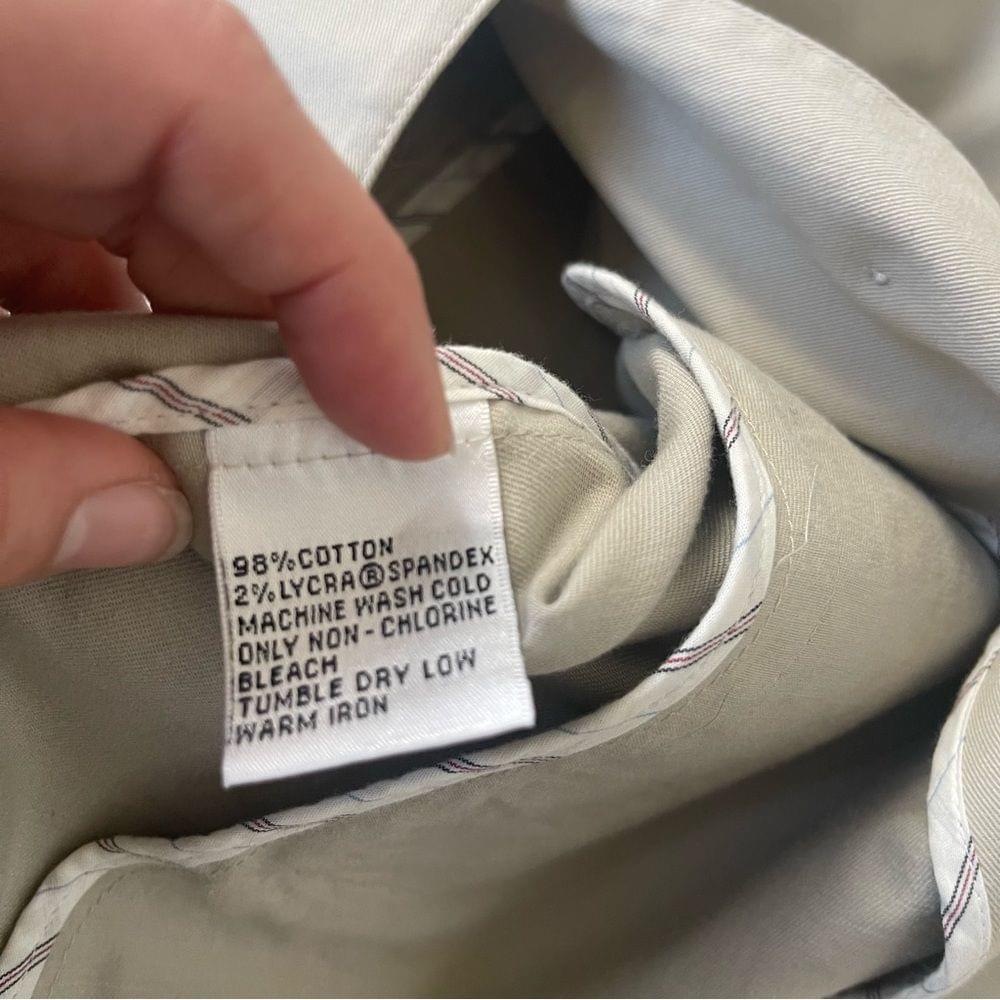 98%COTTON
2%LYCRA®SPANDEX
MACHINE WASH COLD
ONLY NON-CHLORINE
BLEACH
TUMBLE DRY LOW
WARM IRON